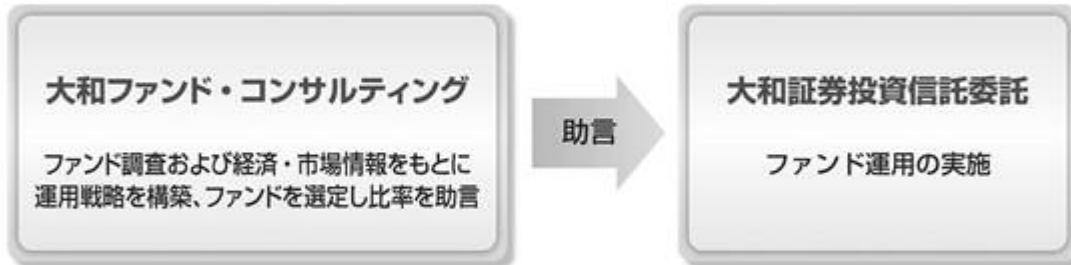 大和ファンド・コンサルティング
ファンド調査および経済・市場情報をもとに
運用戦略を構築、ファンドを選定し比率を助言
助言
大和証券投資信託委託
ファンド運用の実施